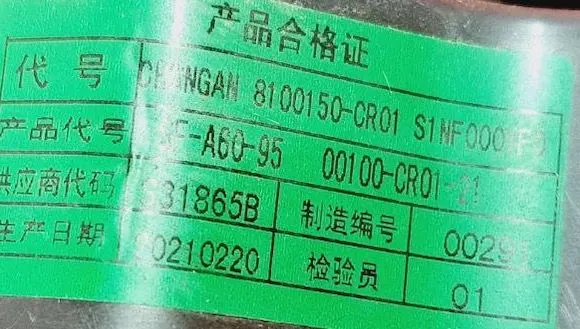 产品合格证
代号 CHANGAN 8100150-CR01
产品代号 -A60-95 00100-CR01-21
供应商代码 制造编号
生产日期 20210220 检验员 01